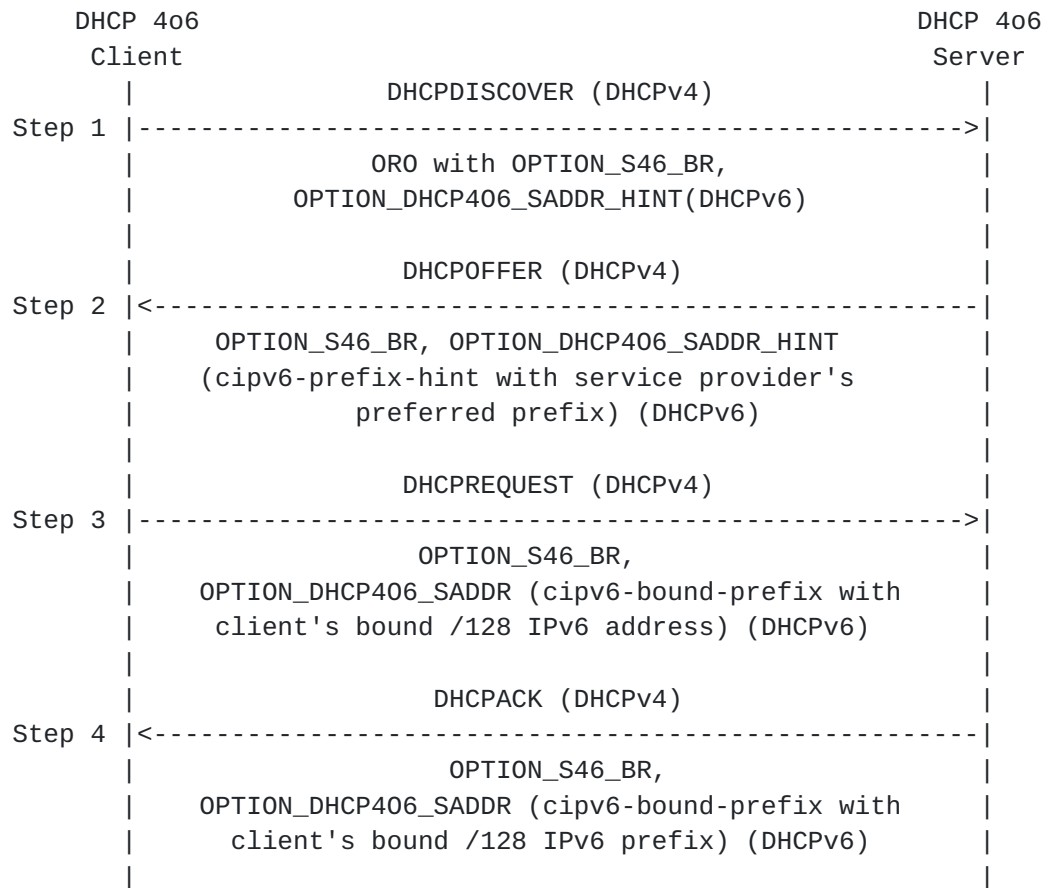 DHCP 4o6                                              DHCP 4o6
Client                                                Server
|                DHCPDISCOVER (DHCPv4)                 |
Step 1 |----------------------------------------------------->|
|               ORO with OPTION_S46_BR,                |
|          OPTION_DHCP4O6_SADDR_HINT(DHCPv6)           |
|                                                      |
|                 DHCPOFFER (DHCPv4)                   |
Step 2 |<-----------------------------------------------------|
|     OPTION_S46_BR, OPTION_DHCP4O6_SADDR_HINT         |
|    (cipv6-prefix-hint with service provider's        |
|              preferred prefix) (DHCPv6)              |
|                                                      |
|                 DHCPREQUEST (DHCPv4)                 |
Step 3 |----------------------------------------------------->|
|                  OPTION_S46_BR,                      |
|    OPTION_DHCP4O6_SADDR (cipv6-bound-prefix with     |
|     client's bound /128 IPv6 address) (DHCPv6)       |
|                                                      |
|                   DHCPACK (DHCPv4)                   |
Step 4 |<-----------------------------------------------------|
|                    OPTION_S46_BR,                    |
|    OPTION_DHCP4O6_SADDR (cipv6-bound-prefix with     |
|      client's bound /128 IPv6 prefix) (DHCPv6)       |
|                                                      |